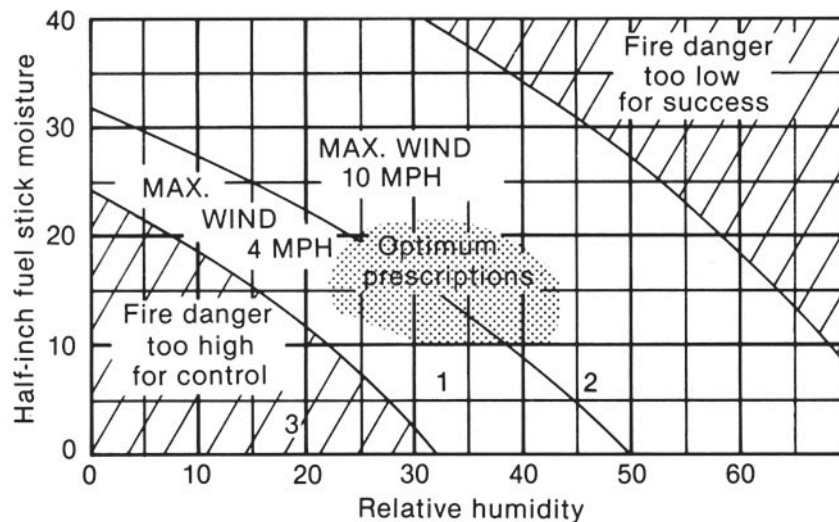 40
30
20
10
0
Half-inch fuel stick moisture
Fire danger
too low
for success
MAX. WIND
10 MPH
MAX.
WIND
4 MPH
Optimum
prescriptions
Fire danger
too high
for control
1
2
3
0
10
20
30
40
50
60
Relative humidity